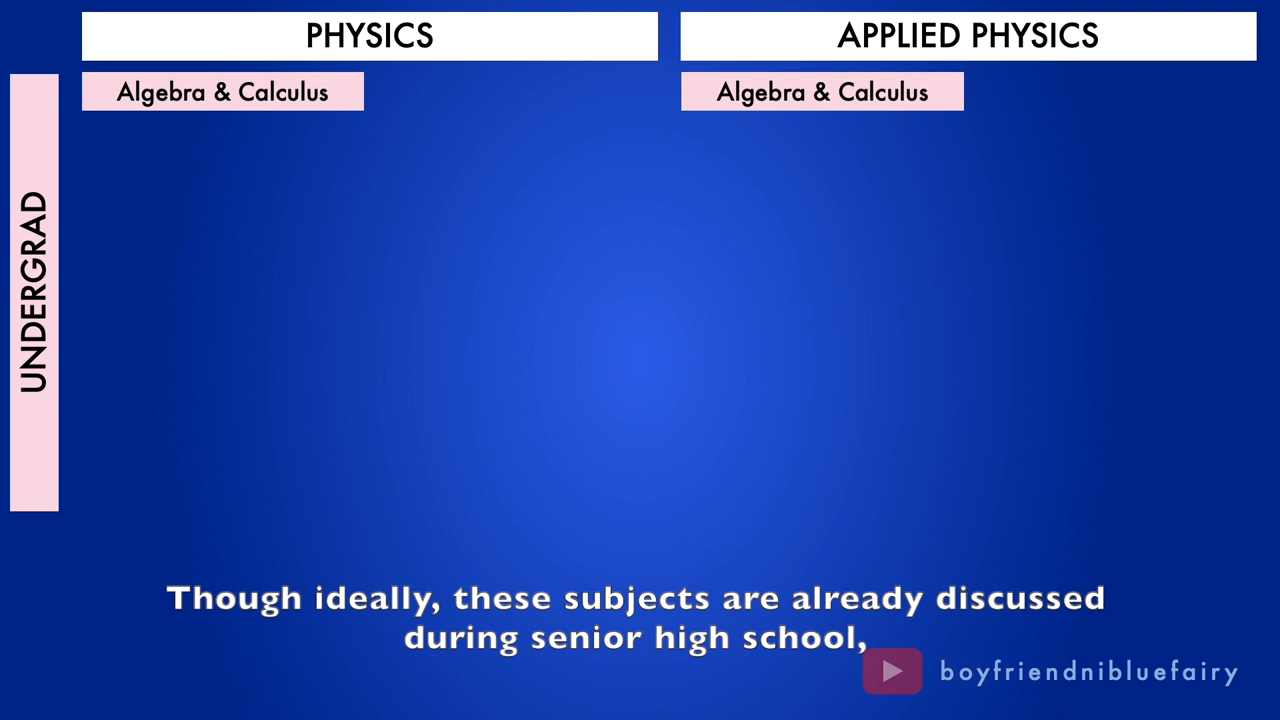 PHYSICS
APPLIED PHYSICS
Algebra & Calculus
Algebra & Calculus
UNDERGRAD
Though ideally, these subjects are already discussed
during senior high school,
boyfriendnibluefairy